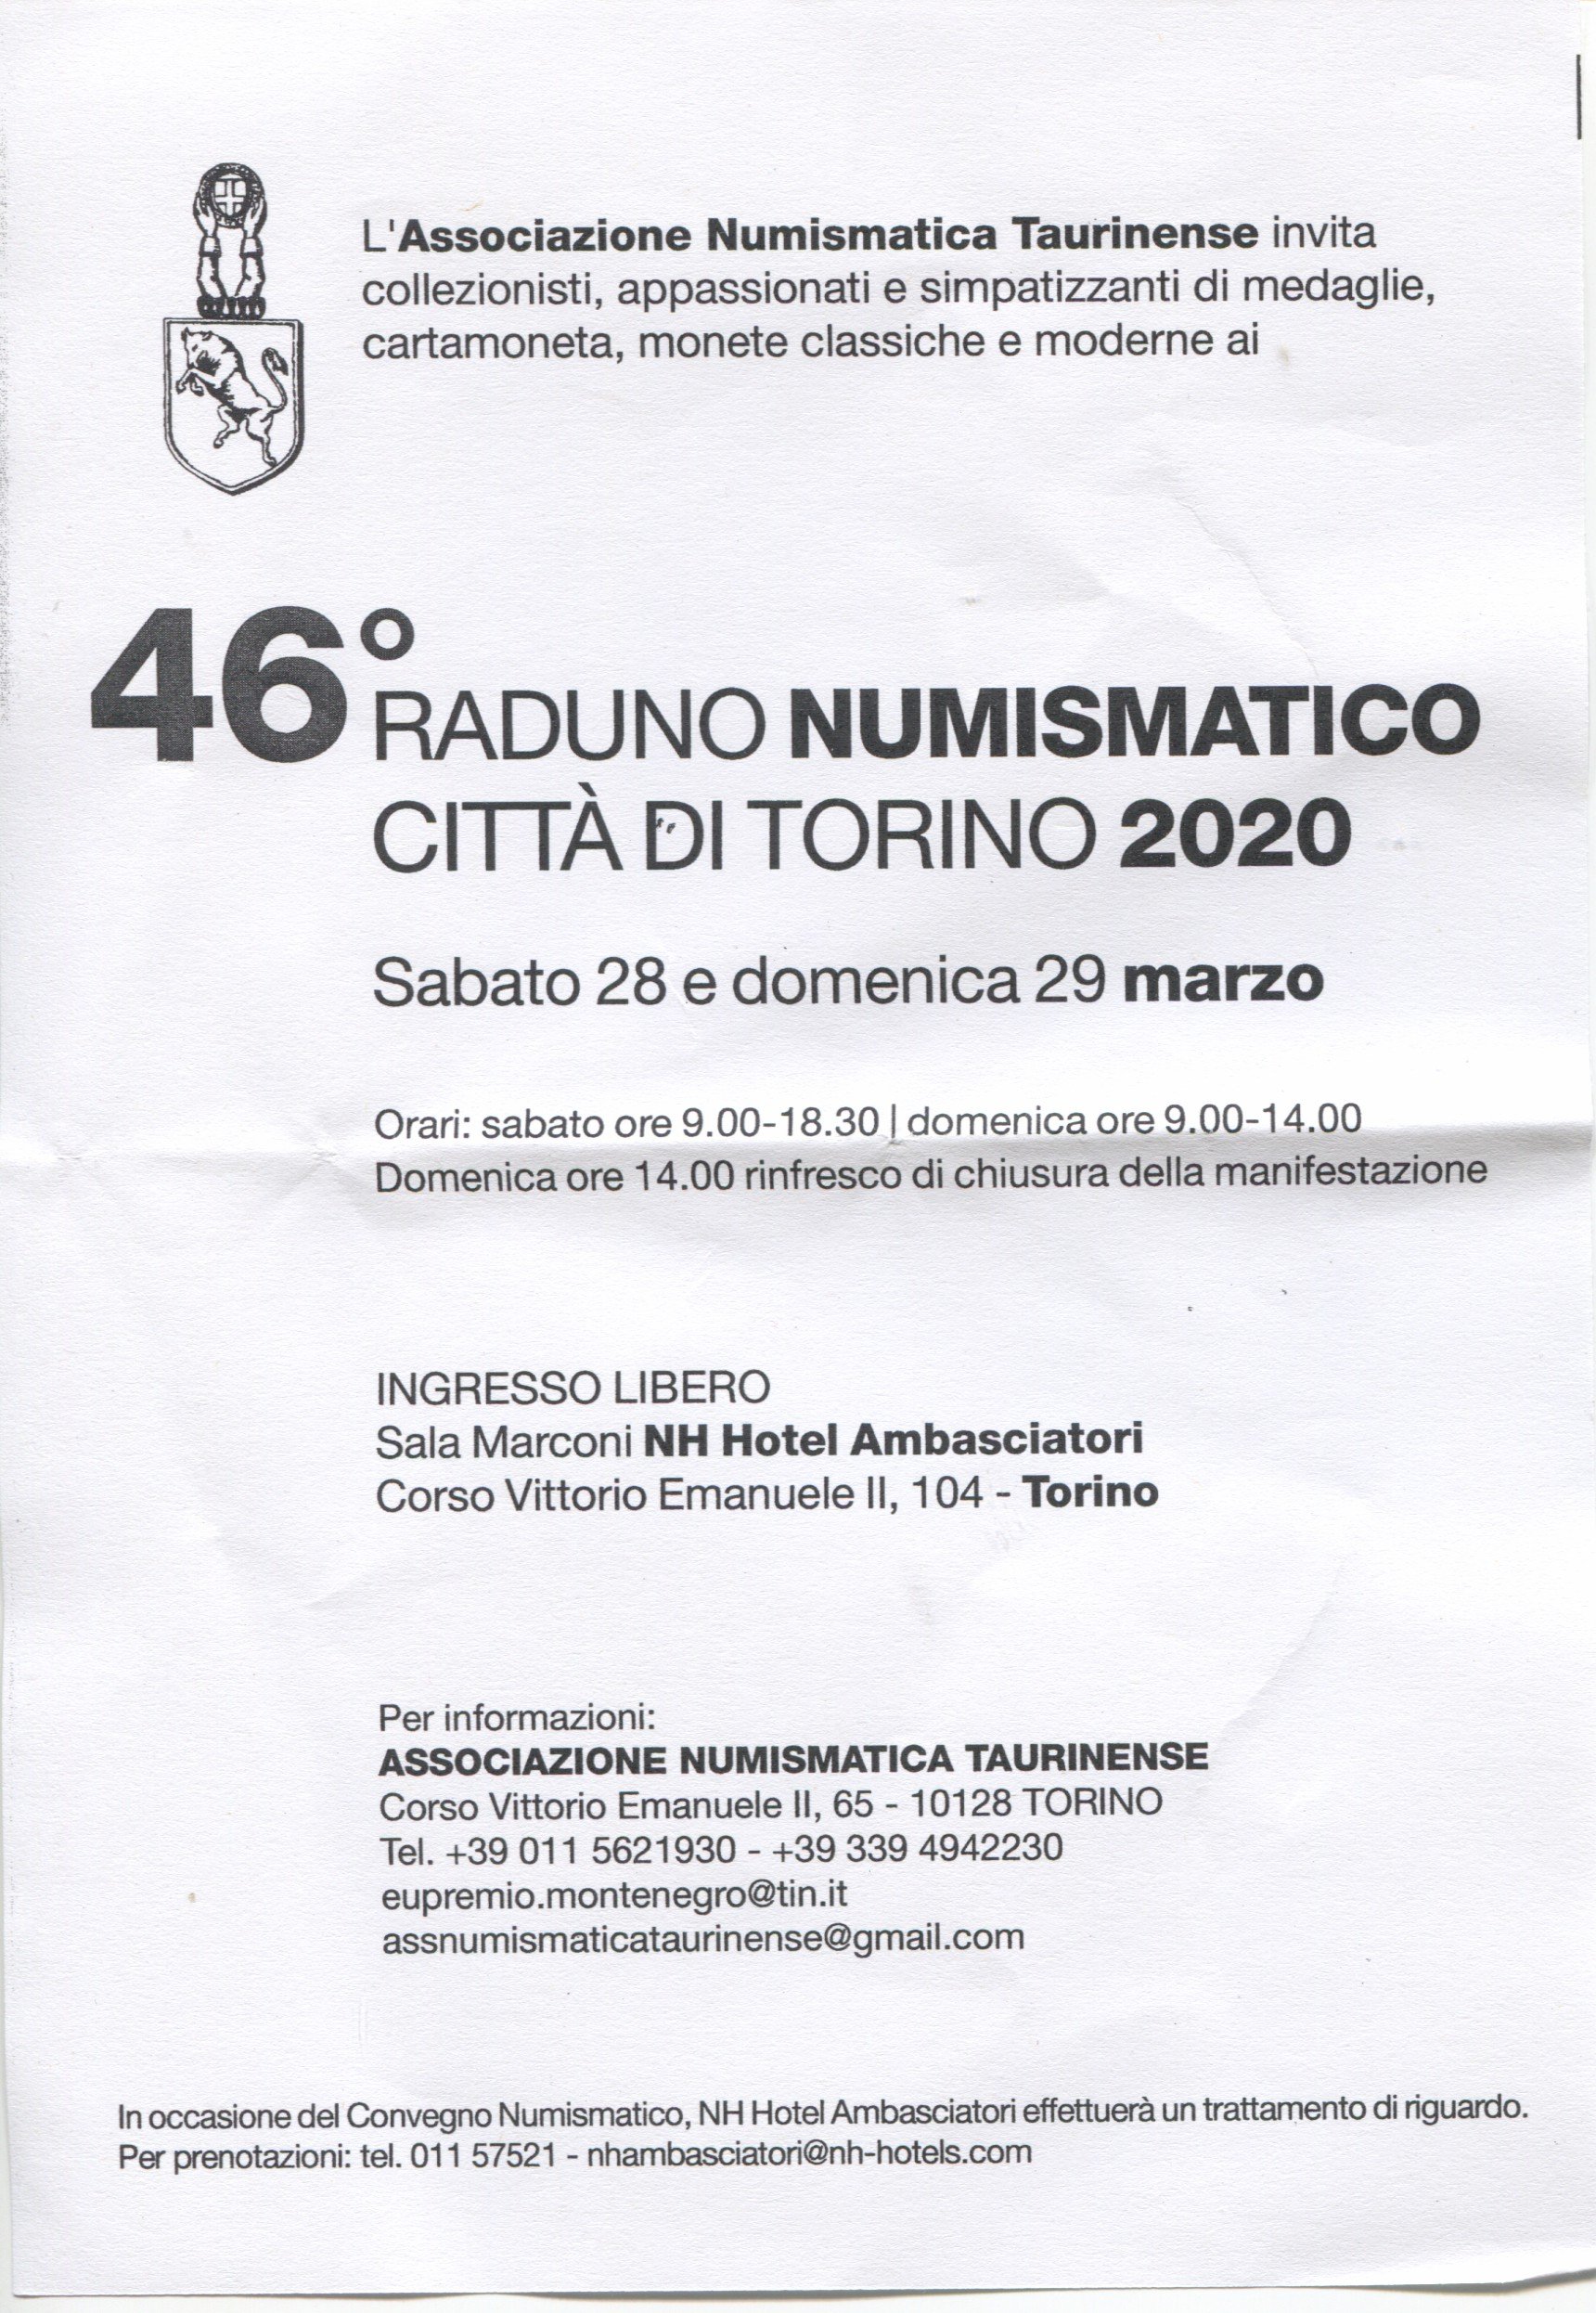 L'Associazione Numismatica Taurinense invita
collezionisti, appassionati e simpatizzanti di medaglie,
cartamoneta, monete classiche e moderne ai
46°
RADUNO NUMISMATICO
CITTÀ DI TORINO 2020
Sabato 28 e domenica 29 marzo
Orari: sabato ore 9.00-18.30 | domenica ore 9.00-14.00
Domenica ore 14.00 rinfresco di chiusura della manifestazione
INGRESSO LIBERO
Sala Marconi NH Hotel Ambasciatori
Corso Vittorio Emanuele II, 104 - Torino
Per informazioni:
ASSOCIAZIONE NUMISMATICA TAURINENSE
Corso Vittorio Emanuele II, 65 - 10128 TORINO
Tel. +39 011 5621930 - +39 339 4942230
eupremio.montenegro@tin.it
assnumismaticataurinense@gmail.com
In occasione del Convegno Numismatico, NH Hotel Ambasciatori effettuerà un trattamento di riguardo.
Per prenotazioni: tel. 011 57521 - nhambasciatori@nh-hotels.com